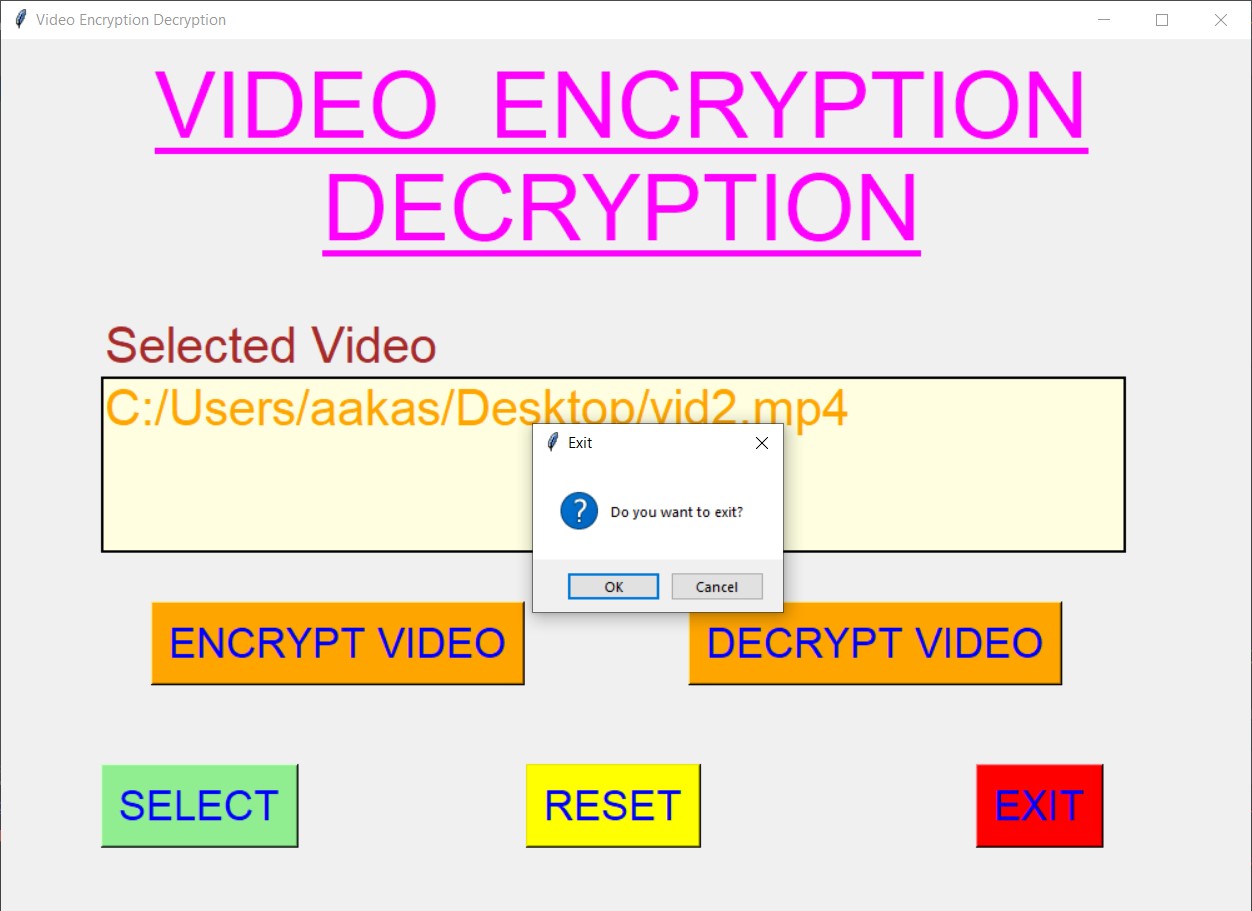 Video Encryption Decryption
VIDEO ENCRYPTION
DECRYPTION
Selected Video
C:/Users/aakas/Desktop/vid2.mp4
Exit
Do you want to exit?
OK Cancel
ENCRYPT VIDEO DECRYPT VIDEO
SELECT RESET EXIT